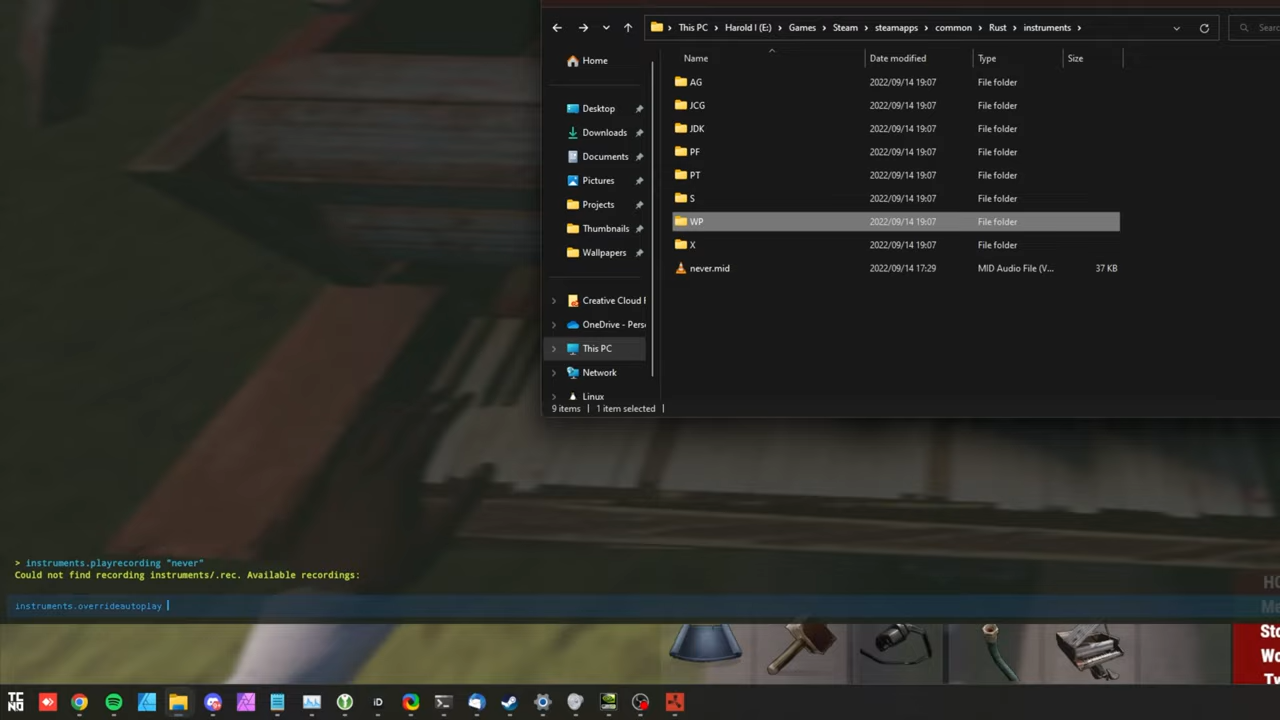 This PC > Harold I (E:) > Games > Steam > steamapps > common > Rust > instruments >
Name Date modified Type Size
Home
Desktop
Downloads
Documents
Pictures
Projects
Thumbnails
Wallpapers
Creative Cloud F
OneDrive - Pers
This PC
Network
Linux
AG 2022/09/14 19:07 File folder
JCG 2022/09/14 19:07 File folder
JDK 2022/09/14 19:07 File folder
PF 2022/09/14 19:07 File folder
PT 2022/09/14 19:07 File folder
S 2022/09/14 19:07 File folder
WP 2022/09/14 19:07 File folder
X 2022/09/14 19:07 File folder
never.mid 2022/09/14 17:29 MID Audio File (V... 37 KB
9 items | 1 item selected |
> instruments.playrecording "never"
Could not find recording instruments/.rec. Available recordings:
instruments.overrideautoplay
TC
NO
iD